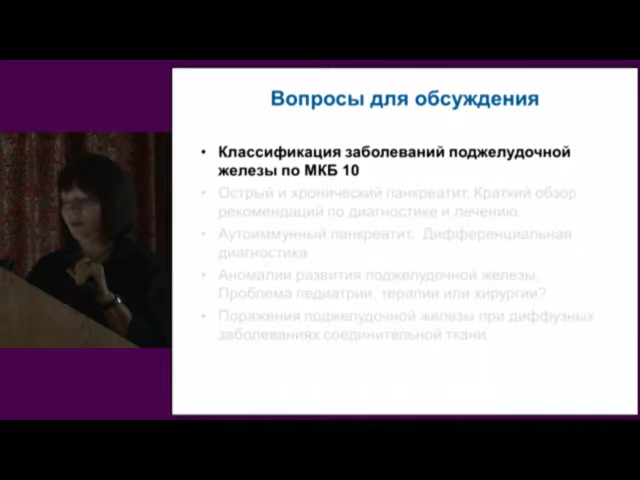 Вопросы для обсуждения
• Классификация заболеваний поджелудочной
железы по МКБ 10
• Острый и хронический панкреатит. Краткий обзор
рекомендаций по диагностике и лечению.
• Аутоиммунный панкреатит. Дифференциальная
диагностика
• Аномалии развития поджелудочной железы.
Проблема педиатрии, терапии или хирургии?
• Поражения поджелудочной железы при диффузных
заболеваниях соединительной ткани.